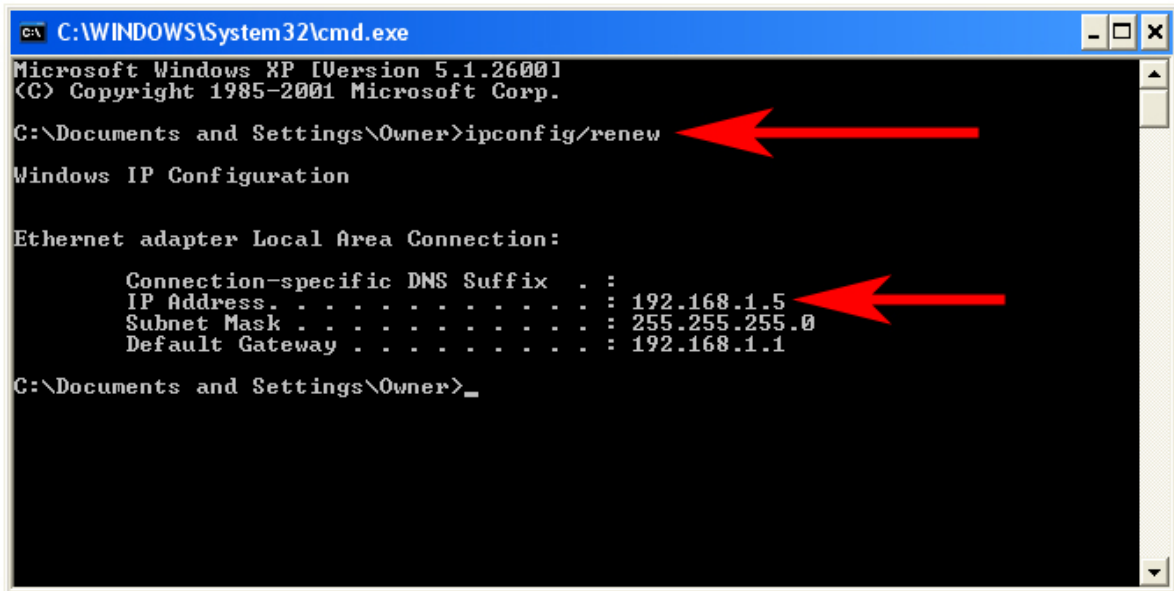 C:\WINDOWS\System32\cmd.exe
Microsoft Windows XP [Version 5.1.2600]
(C) Copyright 1985-2001 Microsoft Corp.
C:\Documents and Settings\Owner>ipconfig/renew
Windows IP Configuration
Ethernet adapter Local Area Connection:
Connection-specific DNS Suffix  . :
IP Address. . . . . . . . . . . . : 192.168.1.5
Subnet Mask . . . . . . . . . . . : 255.255.255.0
Default Gateway . . . . . . . . . : 192.168.1.1
C:\Documents and Settings\Owner>_